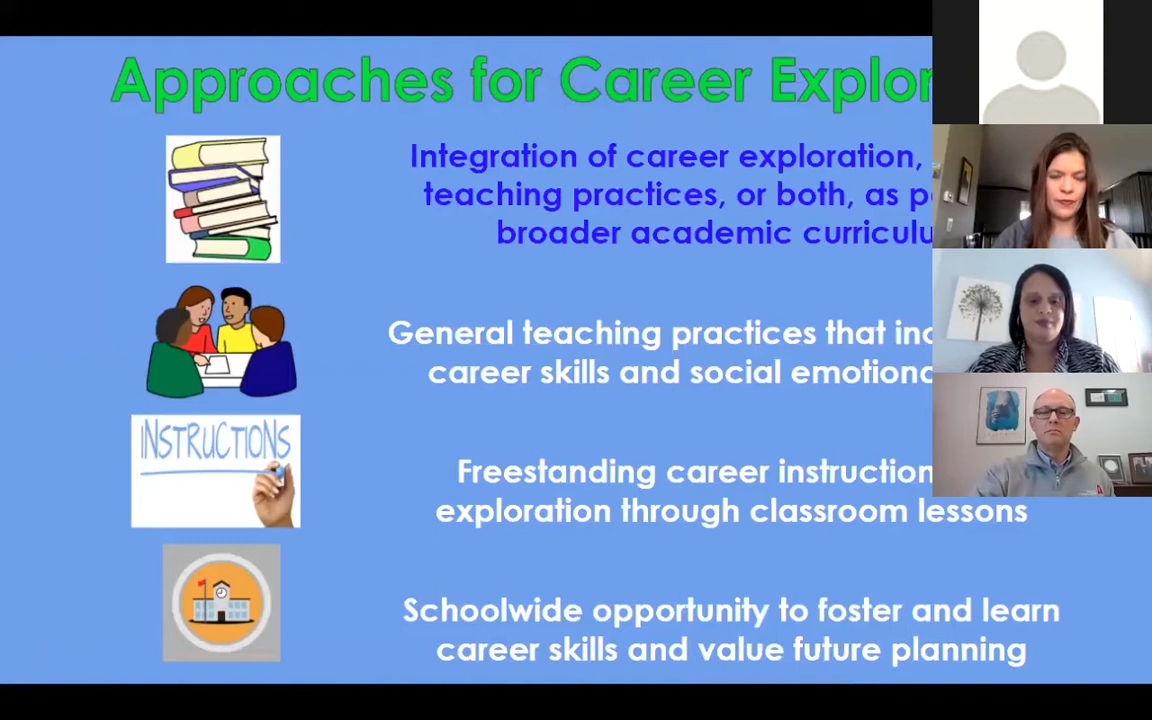 Approaches for Career Explor
Integration of career exploration,
teaching practices, or both, as p
broader academic curricul
General teaching practices that in
career skills and social emotion
INSTRUCTIONS
Freestanding career instruction
exploration through classroom lessons
Schoolwide opportunity to foster and learn
career skills and value future planning